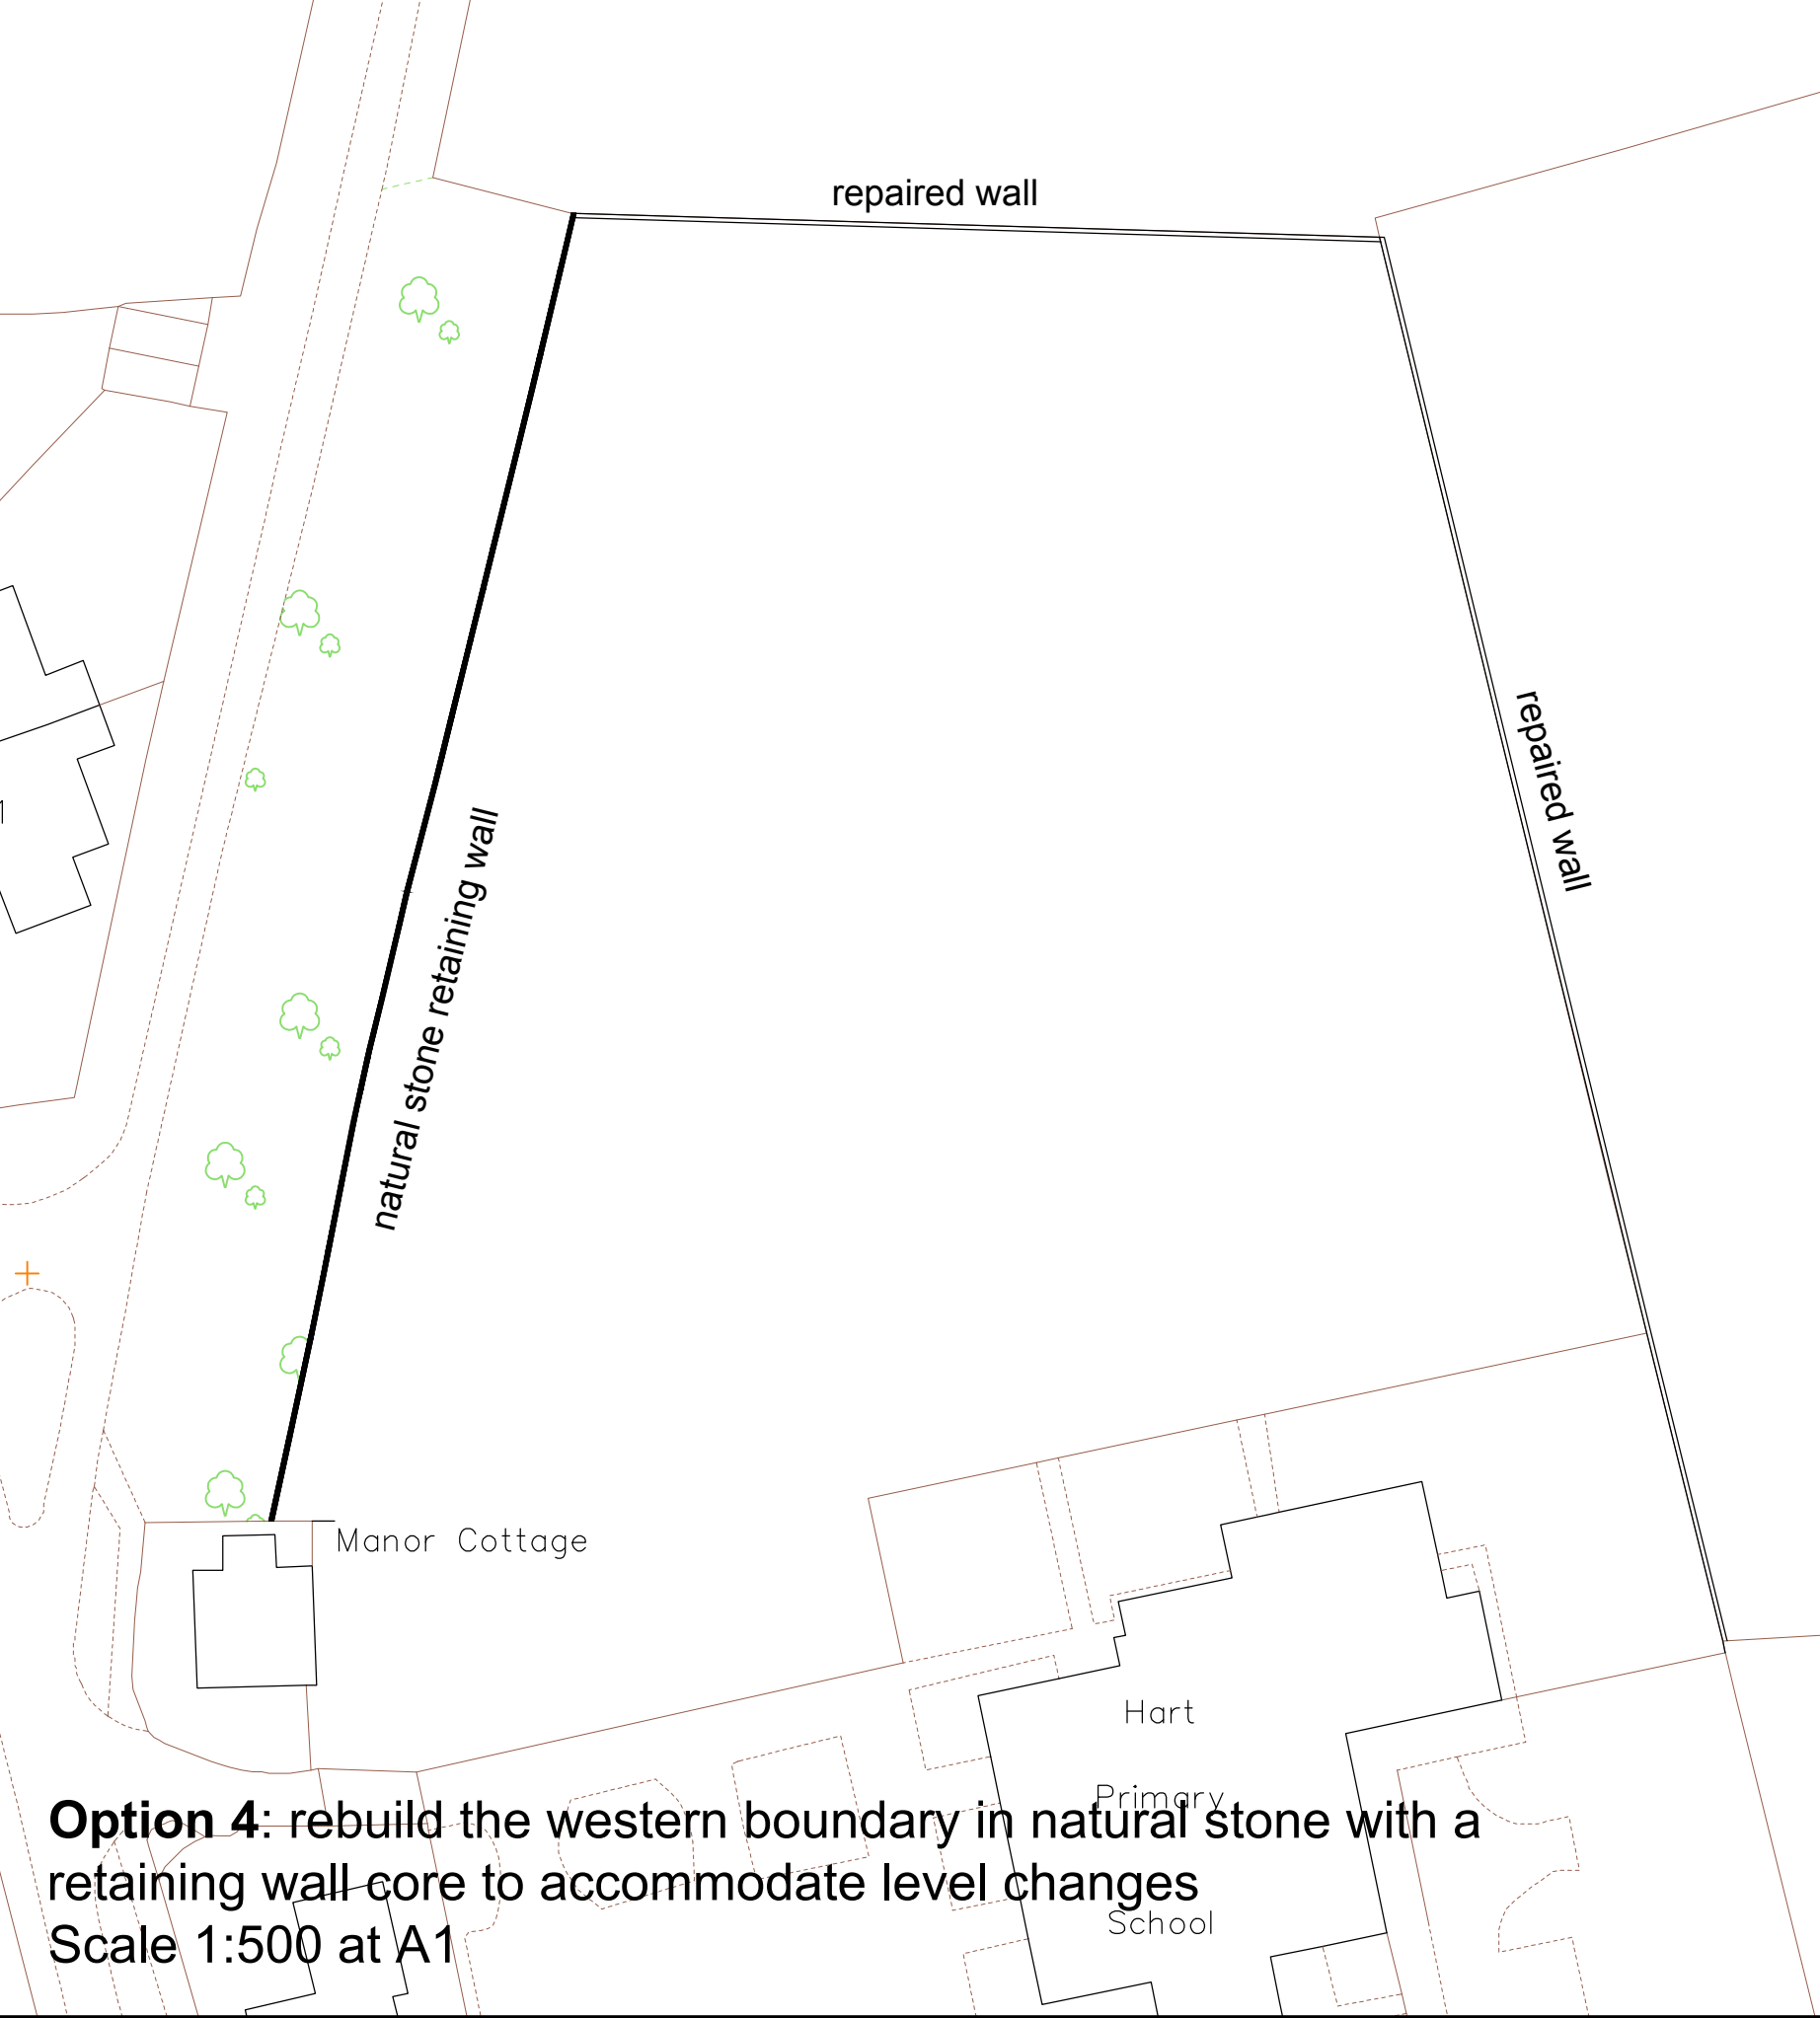 repaired wall
repaired wall
natural stone retaining wall
Manor Cottage
Hart
Primary
School
Option 4: rebuild the western boundary in natural stone with a
retaining wall core to accommodate level changes
Scale 1:500 at A1